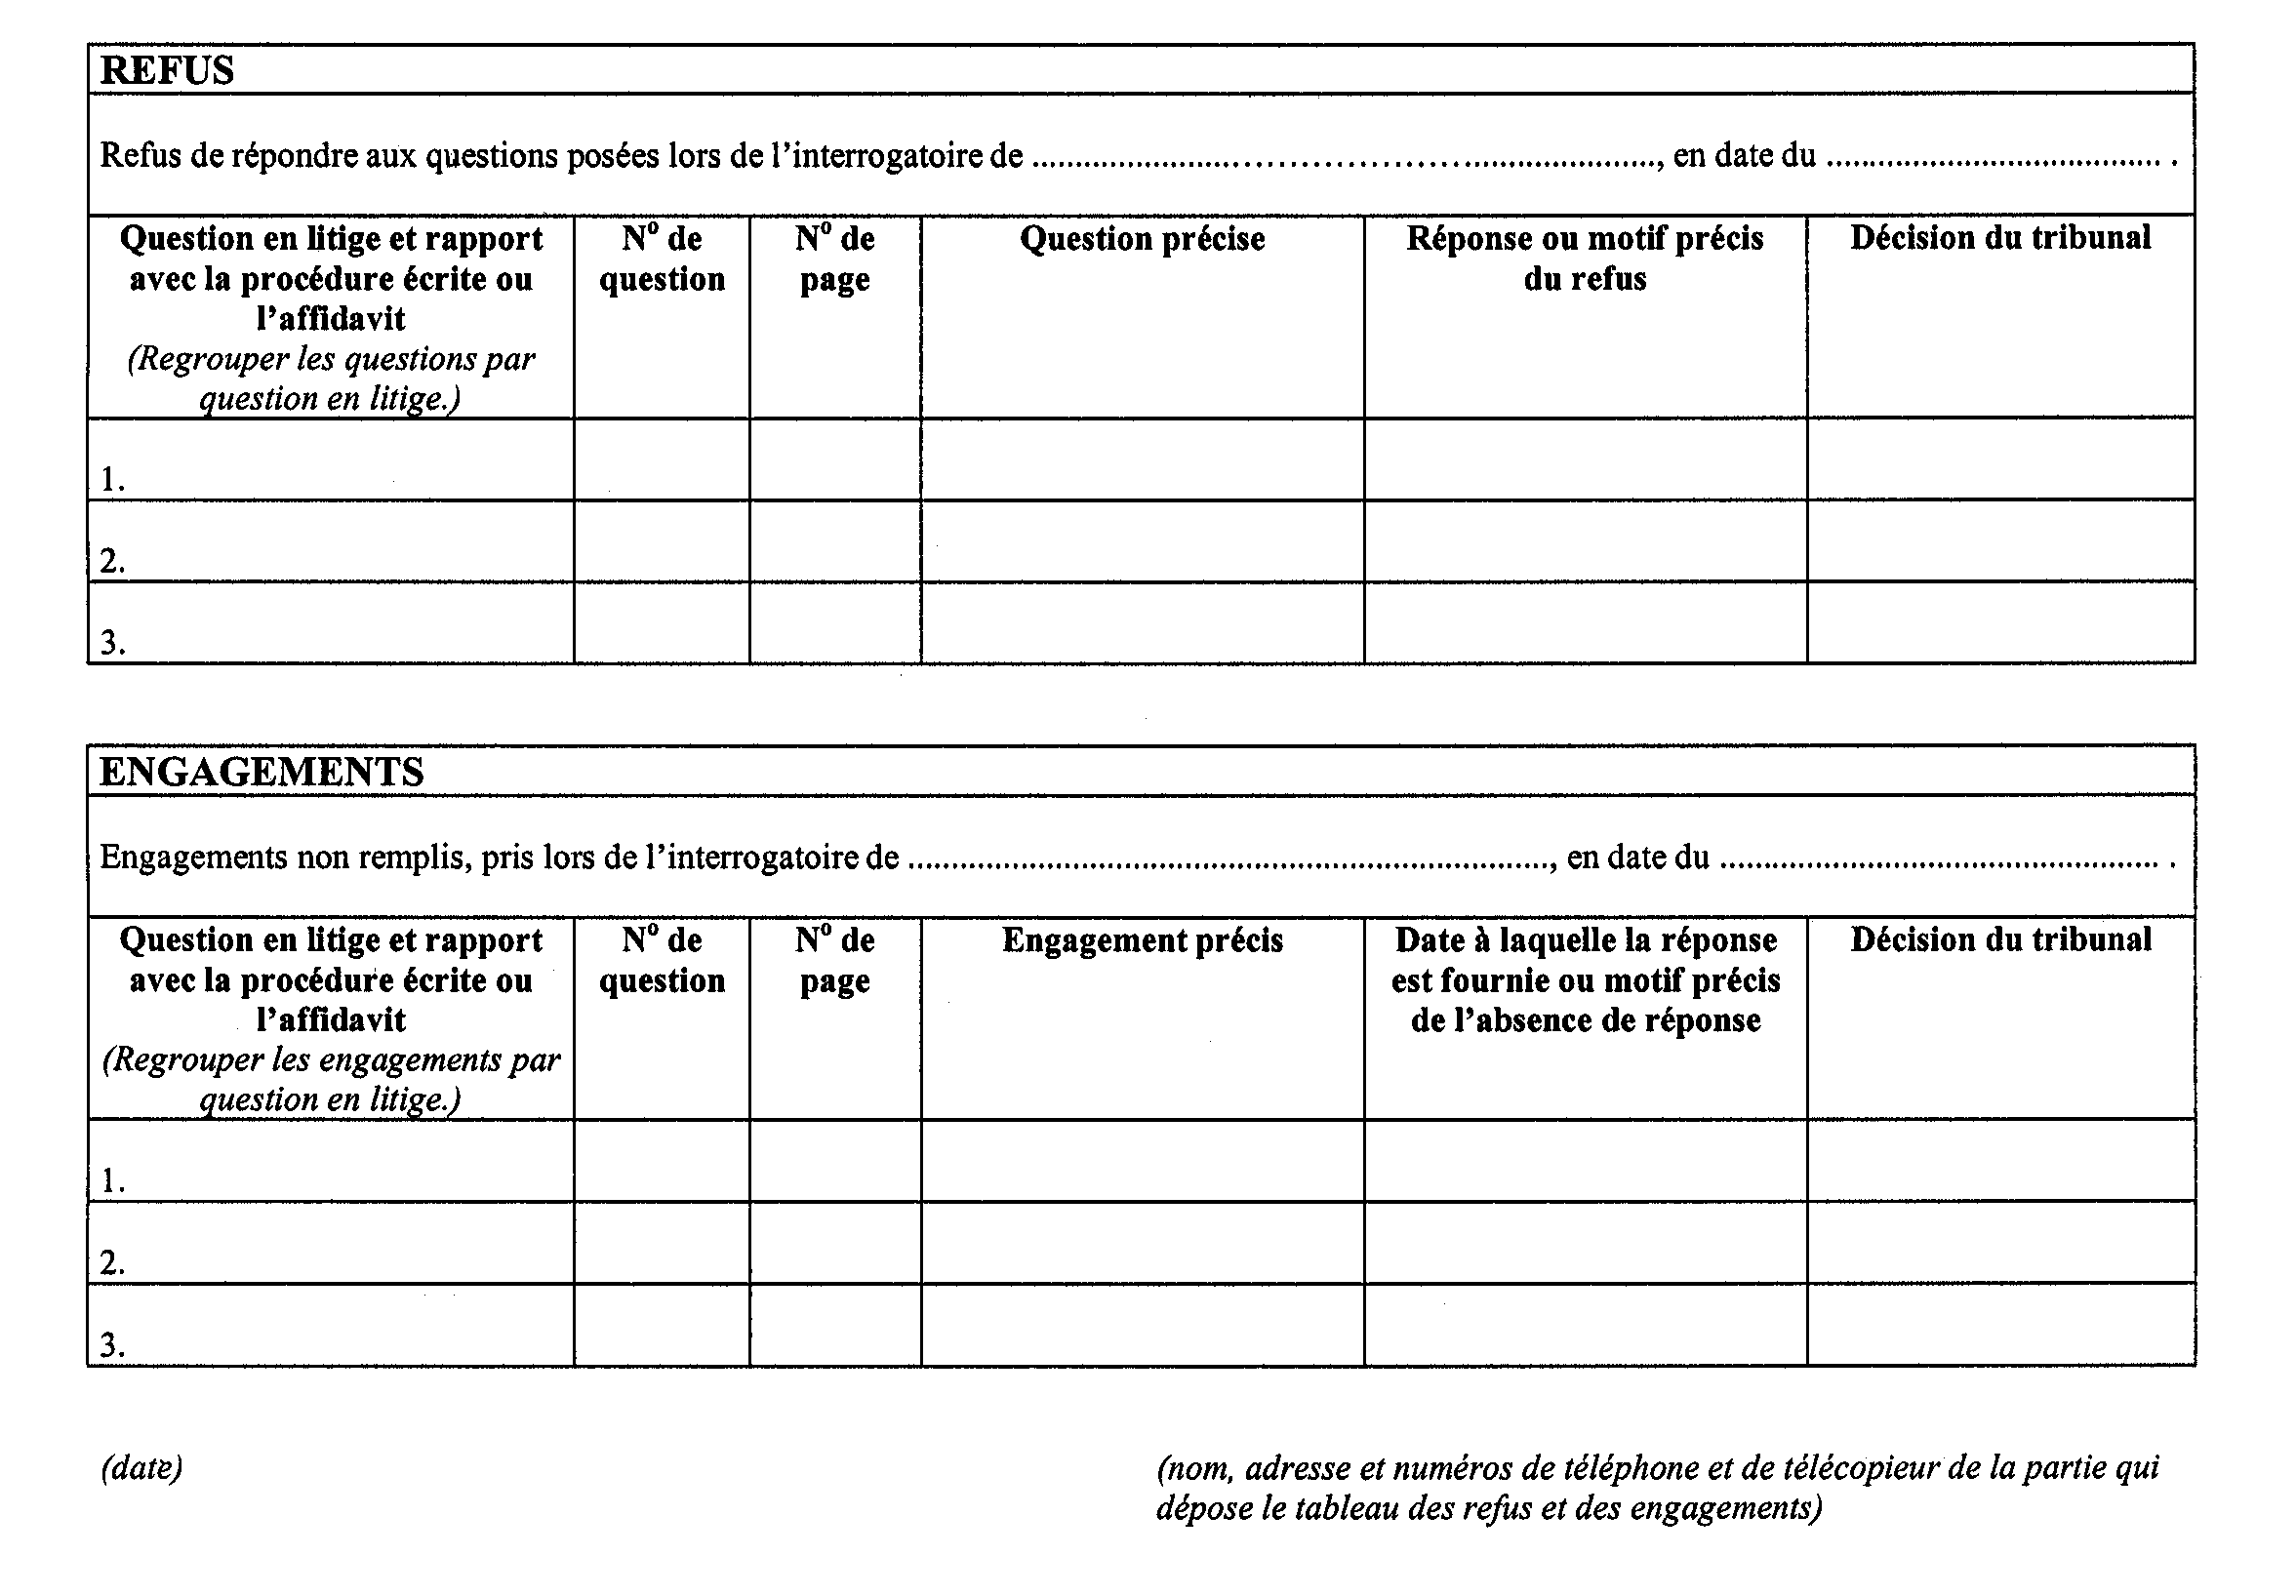 REFUS
Refus de répondre aux questions posées lors de l’interrogatoire de ........................................................................, en date du ...................................... .
Question en litige et rapport
avec la procédure écrite ou
l’affidavit
(Regrouper les questions par
question en litige.)
Nº de
question
Nº de
page
Question précise
Réponse ou motif précis
du refus
Décision du tribunal
1.
2.
3.
ENGAGEMENTS
Engagements non remplis, pris lors de l’interrogatoire de ........................................................................, en date du ................................................. .
Question en litige et rapport
avec la procédure écrite ou
l’affidavit
(Regrouper les engagements par
question en litige.)
Nº de
question
Nº de
page
Engagement précis
Date à laquelle la réponse
est fournie ou motif précis
de l’absence de réponse
Décision du tribunal
1.
2.
3.
(date)
(nom, adresse et numéros de téléphone et de télécopieur de la partie qui
dépose le tableau des refus et des engagements)